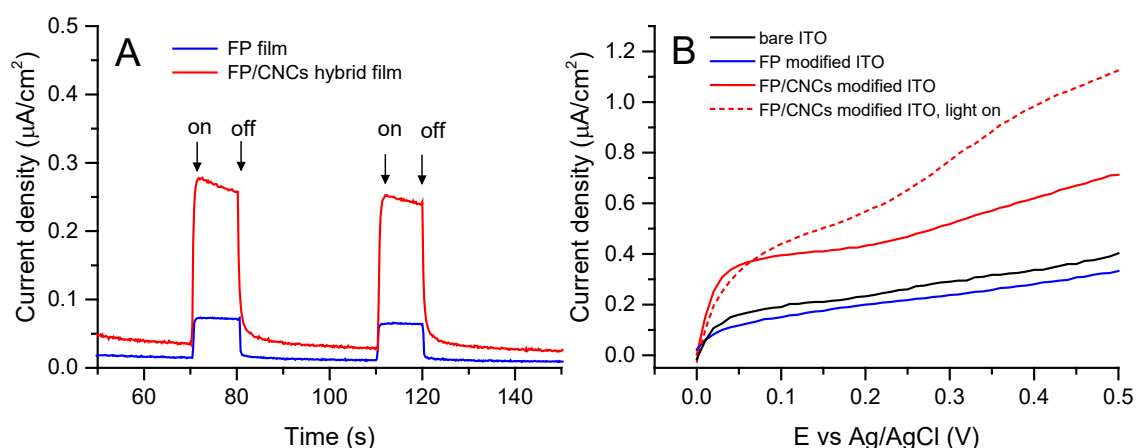 A
FP film
FP/CNCs hybrid film
on
off
on
off
0.5
0.4
0.3
0.2
0.1
0.0
60
80
100
120
140
Time (s)
Current density (μA/cm²)
B
bare ITO
FP modified ITO
FP/CNCs modified ITO
FP/CNCs modified ITO, light on
1.2
1.0
0.8
0.6
0.4
0.2
0.0
0.0
0.1
0.2
0.3
0.4
0.5
E vs Ag/AgCl (V)
Current density (μA/cm²)